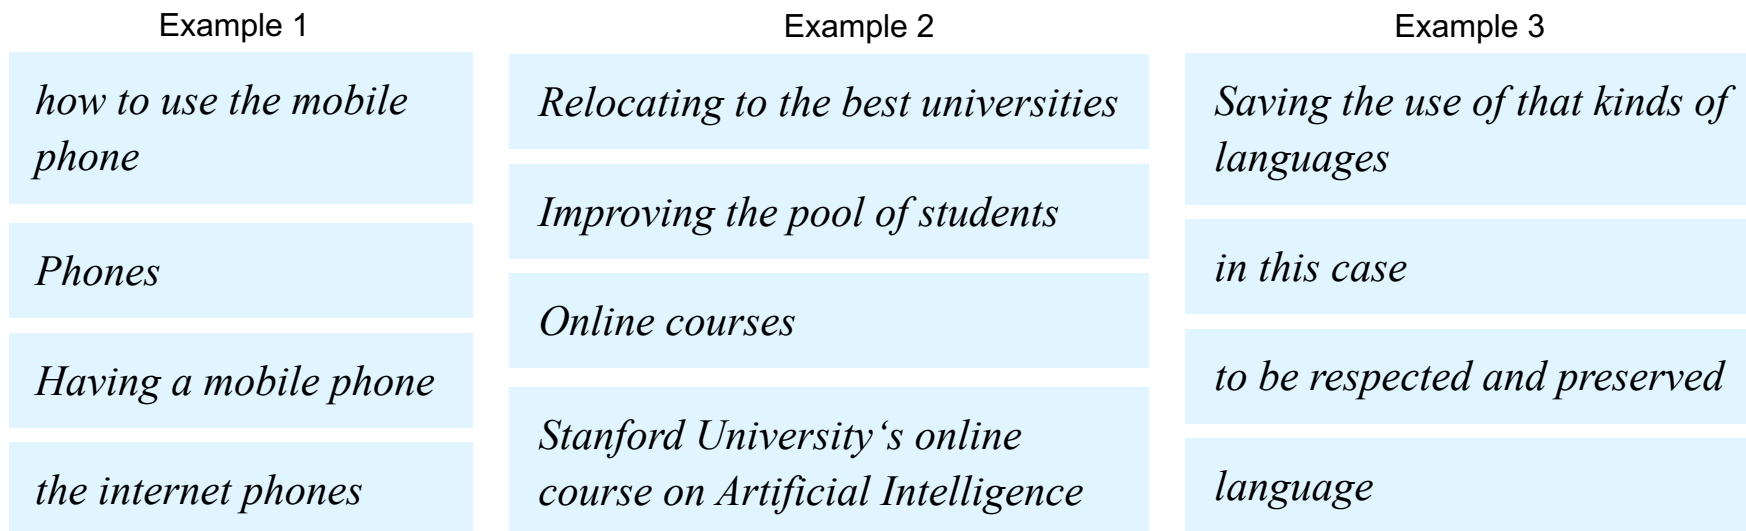 Example 1
how to use the mobile
phone
Phones
Having a mobile phone
the internet phones
Example 2
Relocating to the best universities
Improving the pool of students
Online courses
Stanford University‘s online
course on Artificial Intelligence
Example 3
Saving the use of that kinds of
languages
in this case
to be respected and preserved
language